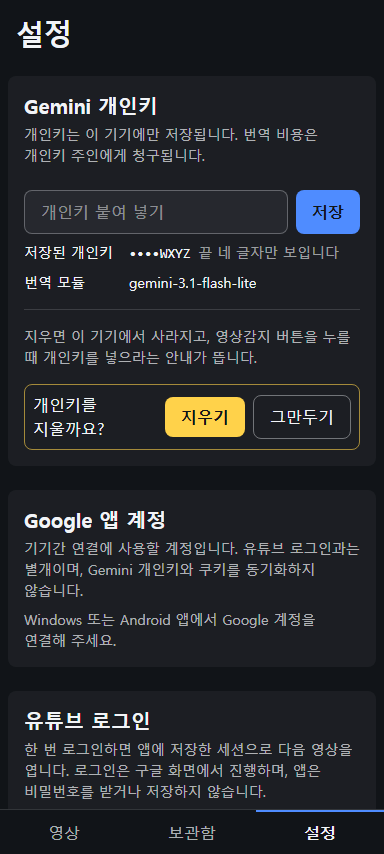 설정
Gemini 개인키
개인키는 이 기기에만 저장됩니다. 번역 비용은
개인키 주인에게 청구됩니다.
개인키 붙여 넣기
저장
저장된 개인키 ••••WXYZ 끝 네 글자만 보입니다
번역 모듈 gemini-3.1-flash-lite
지우면 이 기기에서 사라지고, 영상감지 버튼을 누를
때 개인키를 넣으라는 안내가 뜹니다.
개인키를
지울까요?
지우기
그만두기
Google 앱 계정
기기간 연결에 사용할 계정입니다. 유튜브 로그인과는
별개이며, Gemini 개인키와 쿠키를 동기화하지
않습니다.
Windows 또는 Android 앱에서 Google 계정을
연결해 주세요.
유튜브 로그인
한 번 로그인하면 앱에 저장한 세션으로 다음 영상을
엽니다. 로그인은 구글 화면에서 진행하며, 앱은
비밀번호를 받거나 저장하지 않습니다.
영상
보관함
설정